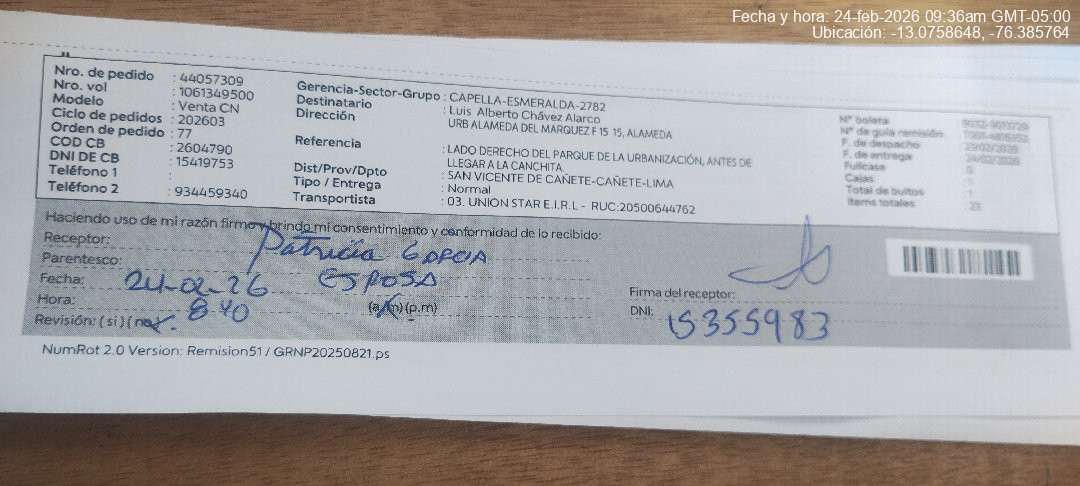 Fecha y hora: 24-feb-2026 09:36am GMT-05:00
Ubicación: -13.0758648, -76.385764
Nro. de pedido : 44057309
Nro. vol : 1061349500
Modelo : Venta CN
Ciclo de pedidos : 202603
Orden de pedido : 77
COD CB : 2604790
DNI DE CB : 15419753
Teléfono 1 :
Teléfono 2 : 934459340
Gerencia-Sector-Grupo : CAPELLA-ESMERALDA-2782
Destinatario : Luis Alberto Chávez Alarco
Dirección : URB ALAMEDA DEL MARQUEZ F 15 15, ALAMEDA
Referencia : LADO DERECHO DEL PARQUE DE LA URBANIZACIÓN, ANTES DE
LLEGAR A LA CANCHITA.
Dist/Prov/Dpto : SAN VICENTE DE CAÑETE-CAÑETE-LIMA
Tipo / Entrega : Normal
Transportista : 03. UNION STAR E.I.R.L - RUC:20500644762
Nº boleta
Nº de guía remisión
F. de despacho
F. de entrega 24/02/2026
Fullcase 0
Cajas 1
Total de bultos 1
Items totales 25
Haciendo uso de mi razón firmo y brindo mi consentimiento y conformidad de lo recibido:
Receptor: Patricia GARCIA
Parentesco: ESPOSA
Fecha: 24-02-26
Hora: 8:40 (a.m) (p.m)
Revisión: ( si ) ( no )
Firma del receptor:
DNI: 15355983
NumRot 2.0 Version: Remision51 / GRNP20250821.ps